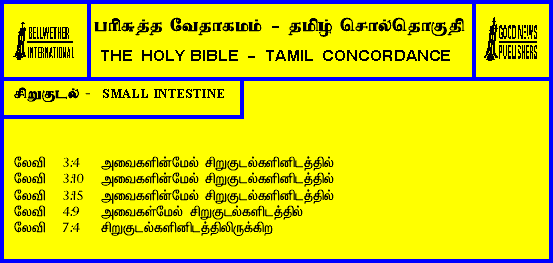 BELLWETHER
INTERNATIONAL
பரிசுத்த வேதாகமம் - தமிழ் சொல்தொகுதி
THE HOLY BIBLE - TAMIL CONCORDANCE
GOOD NEWS
PUBLISHERS
சிறுகுடல் - SMALL INTESTINE
லேவி 3:4 அவைகளின்மேல் சிறுகுடல்களினிடத்தில்
லேவி 3:10 அவைகளின்மேல் சிறுகுடல்களினிடத்தில்
லேவி 3:15 அவைகளின்மேல் சிறுகுடல்களினிடத்தில்
லேவி 4:9 அவைகள்மேல் சிறுகுடல்களிடத்தில்
லேவி 7:4 சிறுகுடல்களினிடத்திலிருக்கிற